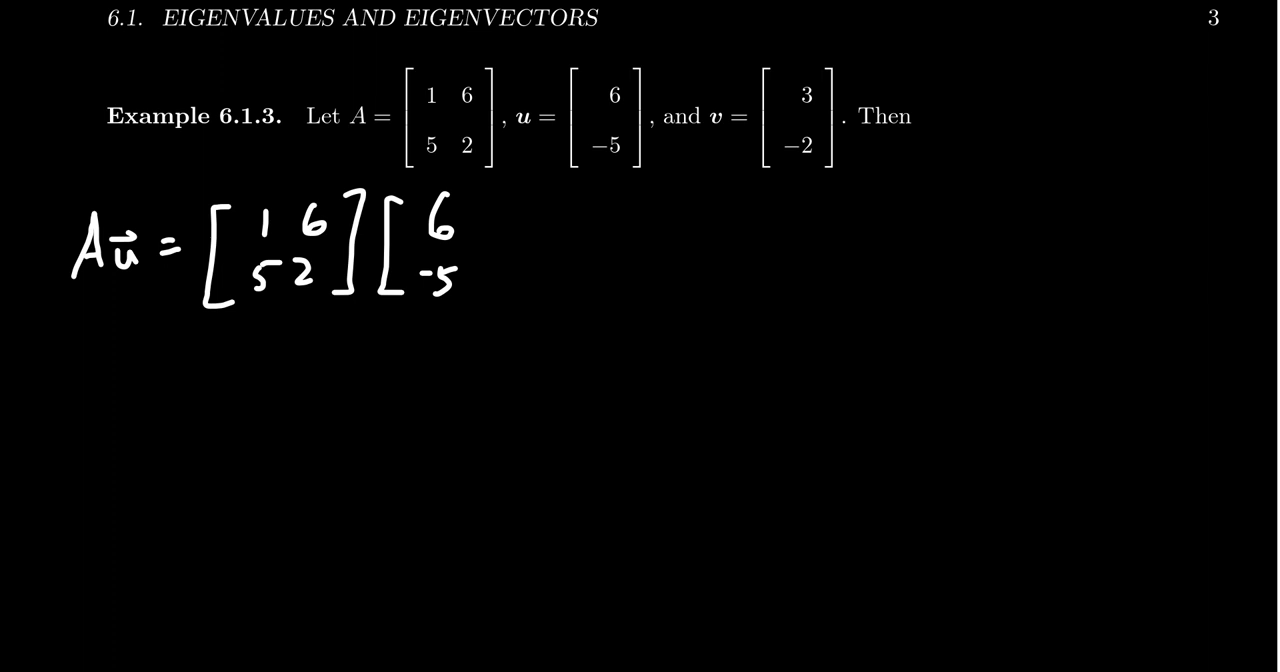 6.1. EIGENVALUES AND EIGENVECTORS 3
Example 6.1.3. Let A = [ 1 6 ; 5 2 ], u = [ 6 ; −5 ], and v = [ 3 ; −2 ]. Then
Au⃗ = [ 1 6 ; 5 2 ] [ 6 ; -5